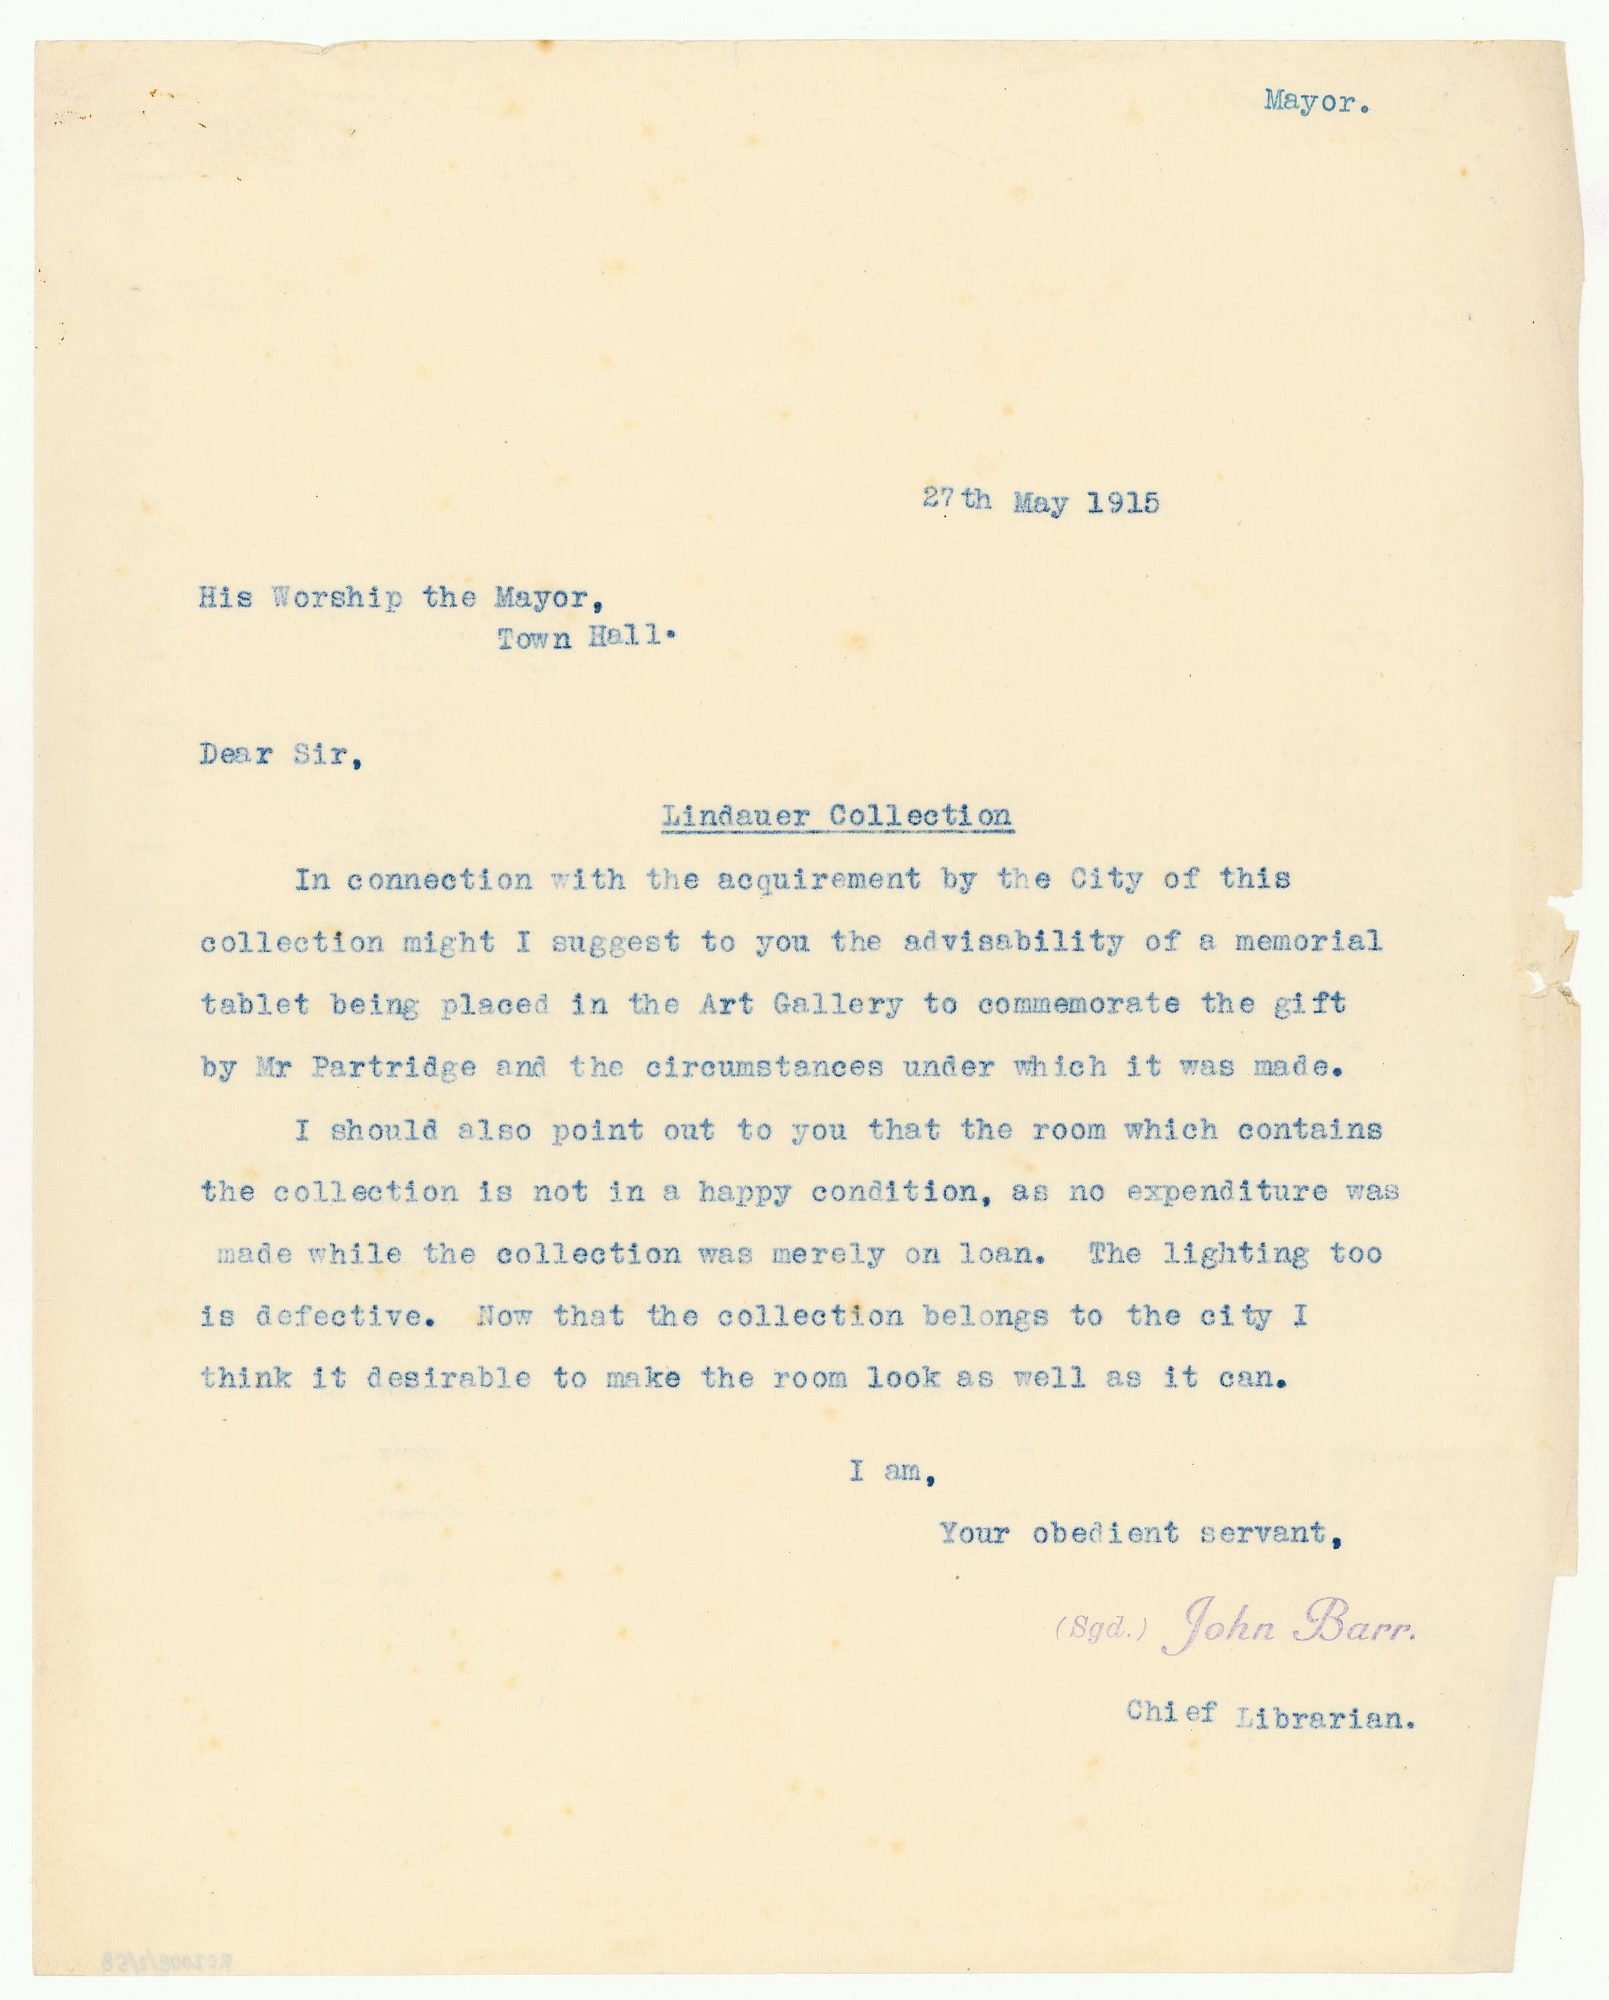 Mayor.
27th May 1915
His Worship the Mayor,
Town Hall.
Dear Sir,
Lindauer Collection
In connection with the acquirement by the City of this
collection might I suggest to you the advisability of a memorial
tablet being placed in the Art Gallery to commemorate the gift
by Mr Partridge and the circumstances under which it was made.
I should also point out to you that the room which contains
the collection is not in a happy condition, as no expenditure was
made while the collection was merely on loan. The lighting too
is defective. Now that the collection belongs to the city I
think it desirable to make the room look as well as it can.
I am,
Your obedient servant,
(Sgd.) John Barr.
Chief Librarian.